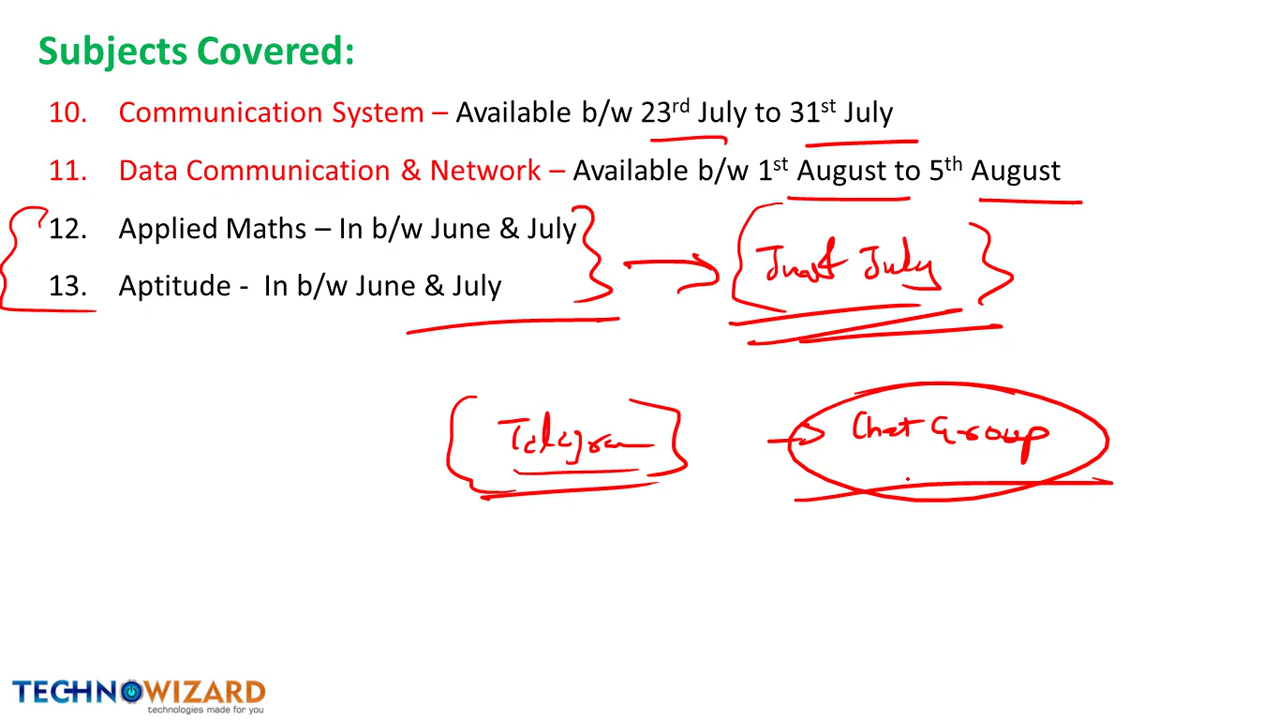 Subjects Covered:
10. Communication System – Available b/w 23rd July to 31st July
11. Data Communication & Network – Available b/w 1st August to 5th August
12. Applied Maths – In b/w June & July
13. Aptitude - In b/w June & July
July
Telegram
Chat Group
TECHNOWIZARD
technologies made for you